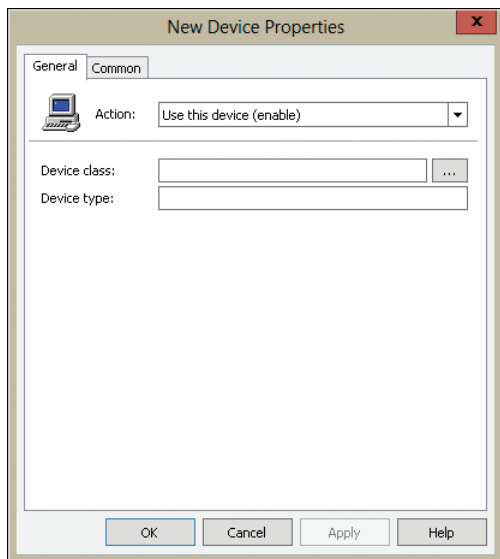 New Device Properties
x
General Common
Action: Use this device (enable)
Device class: ...
Device type:
OK Cancel Apply Help